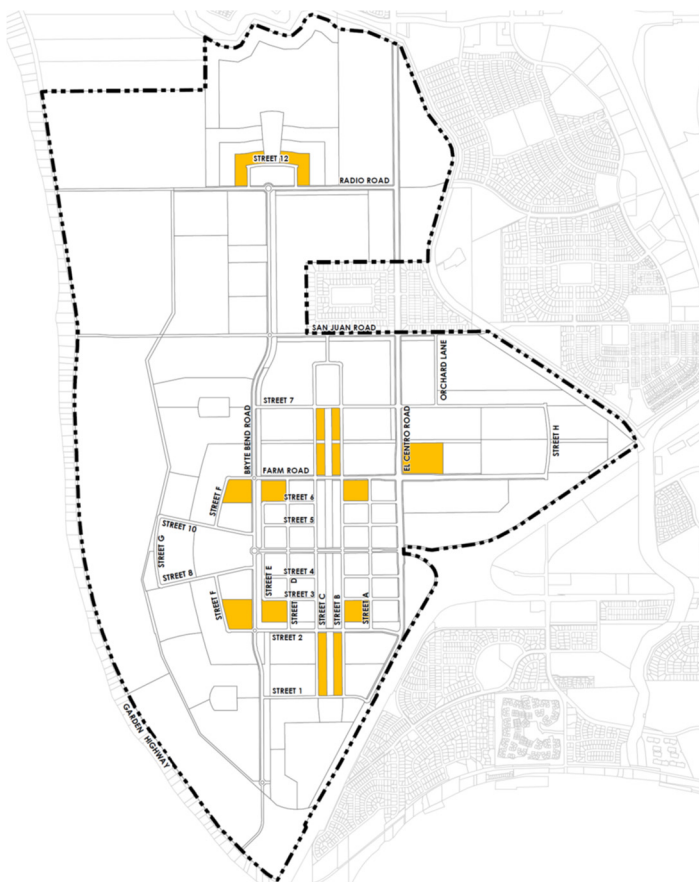 STREET 12
RADIO ROAD
SAN JUAN ROAD
ORCHARD LANE
STREET 7
BRYTE BEND ROAD
EL CENTRO ROAD
STREET H
FARM ROAD
STREET F
STREET 6
STREET 10
STREET 5
STREET G
STREET 8
STREET E
STREET 4
STREET D
STREET 3
STREET C
STREET B
STREET A
STREET F
STREET 2
STREET 1
GARDEN HIGHWAY